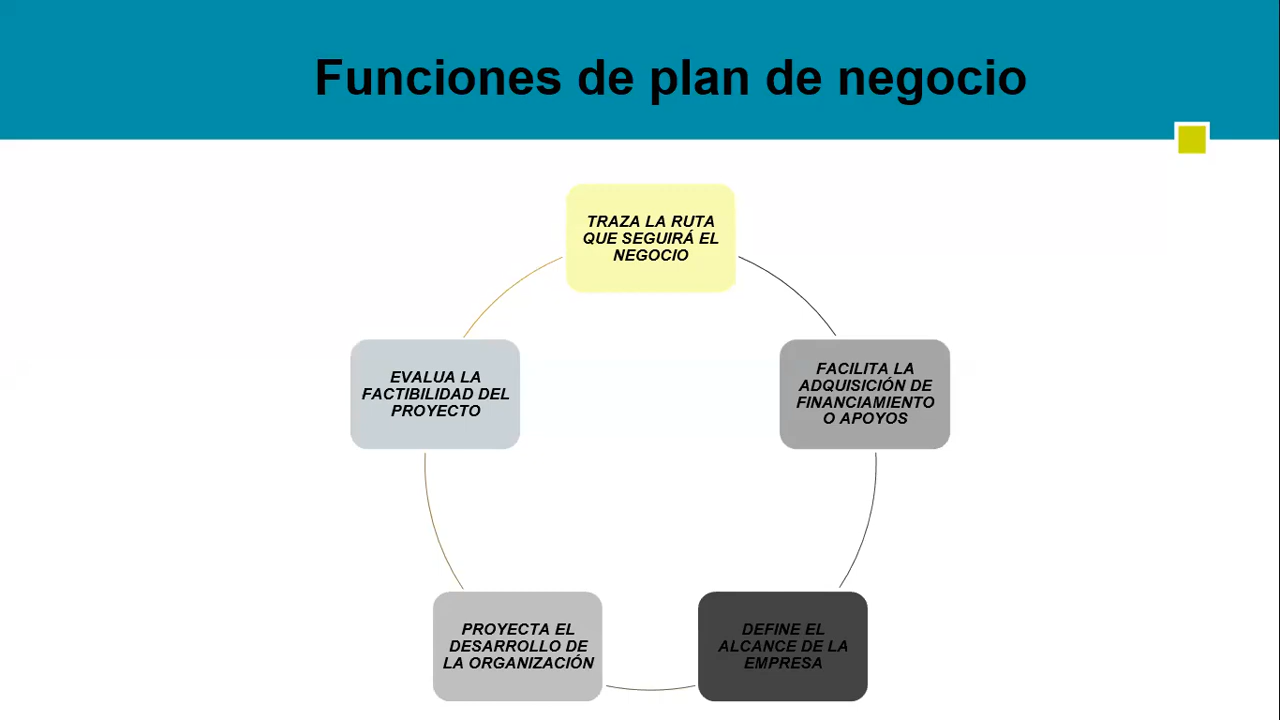 Funciones de plan de negocio
TRAZA LA RUTA
QUE SEGUIRÁ EL
NEGOCIO
FACILITA LA
ADQUISICIÓN DE
FINANCIAMIENTO
O APOYOS
DEFINE EL
ALCANCE DE LA
EMPRESA
PROYECTA EL
DESARROLLO DE
LA ORGANIZACIÓN
EVALUA LA
FACTIBILIDAD DEL
PROYECTO